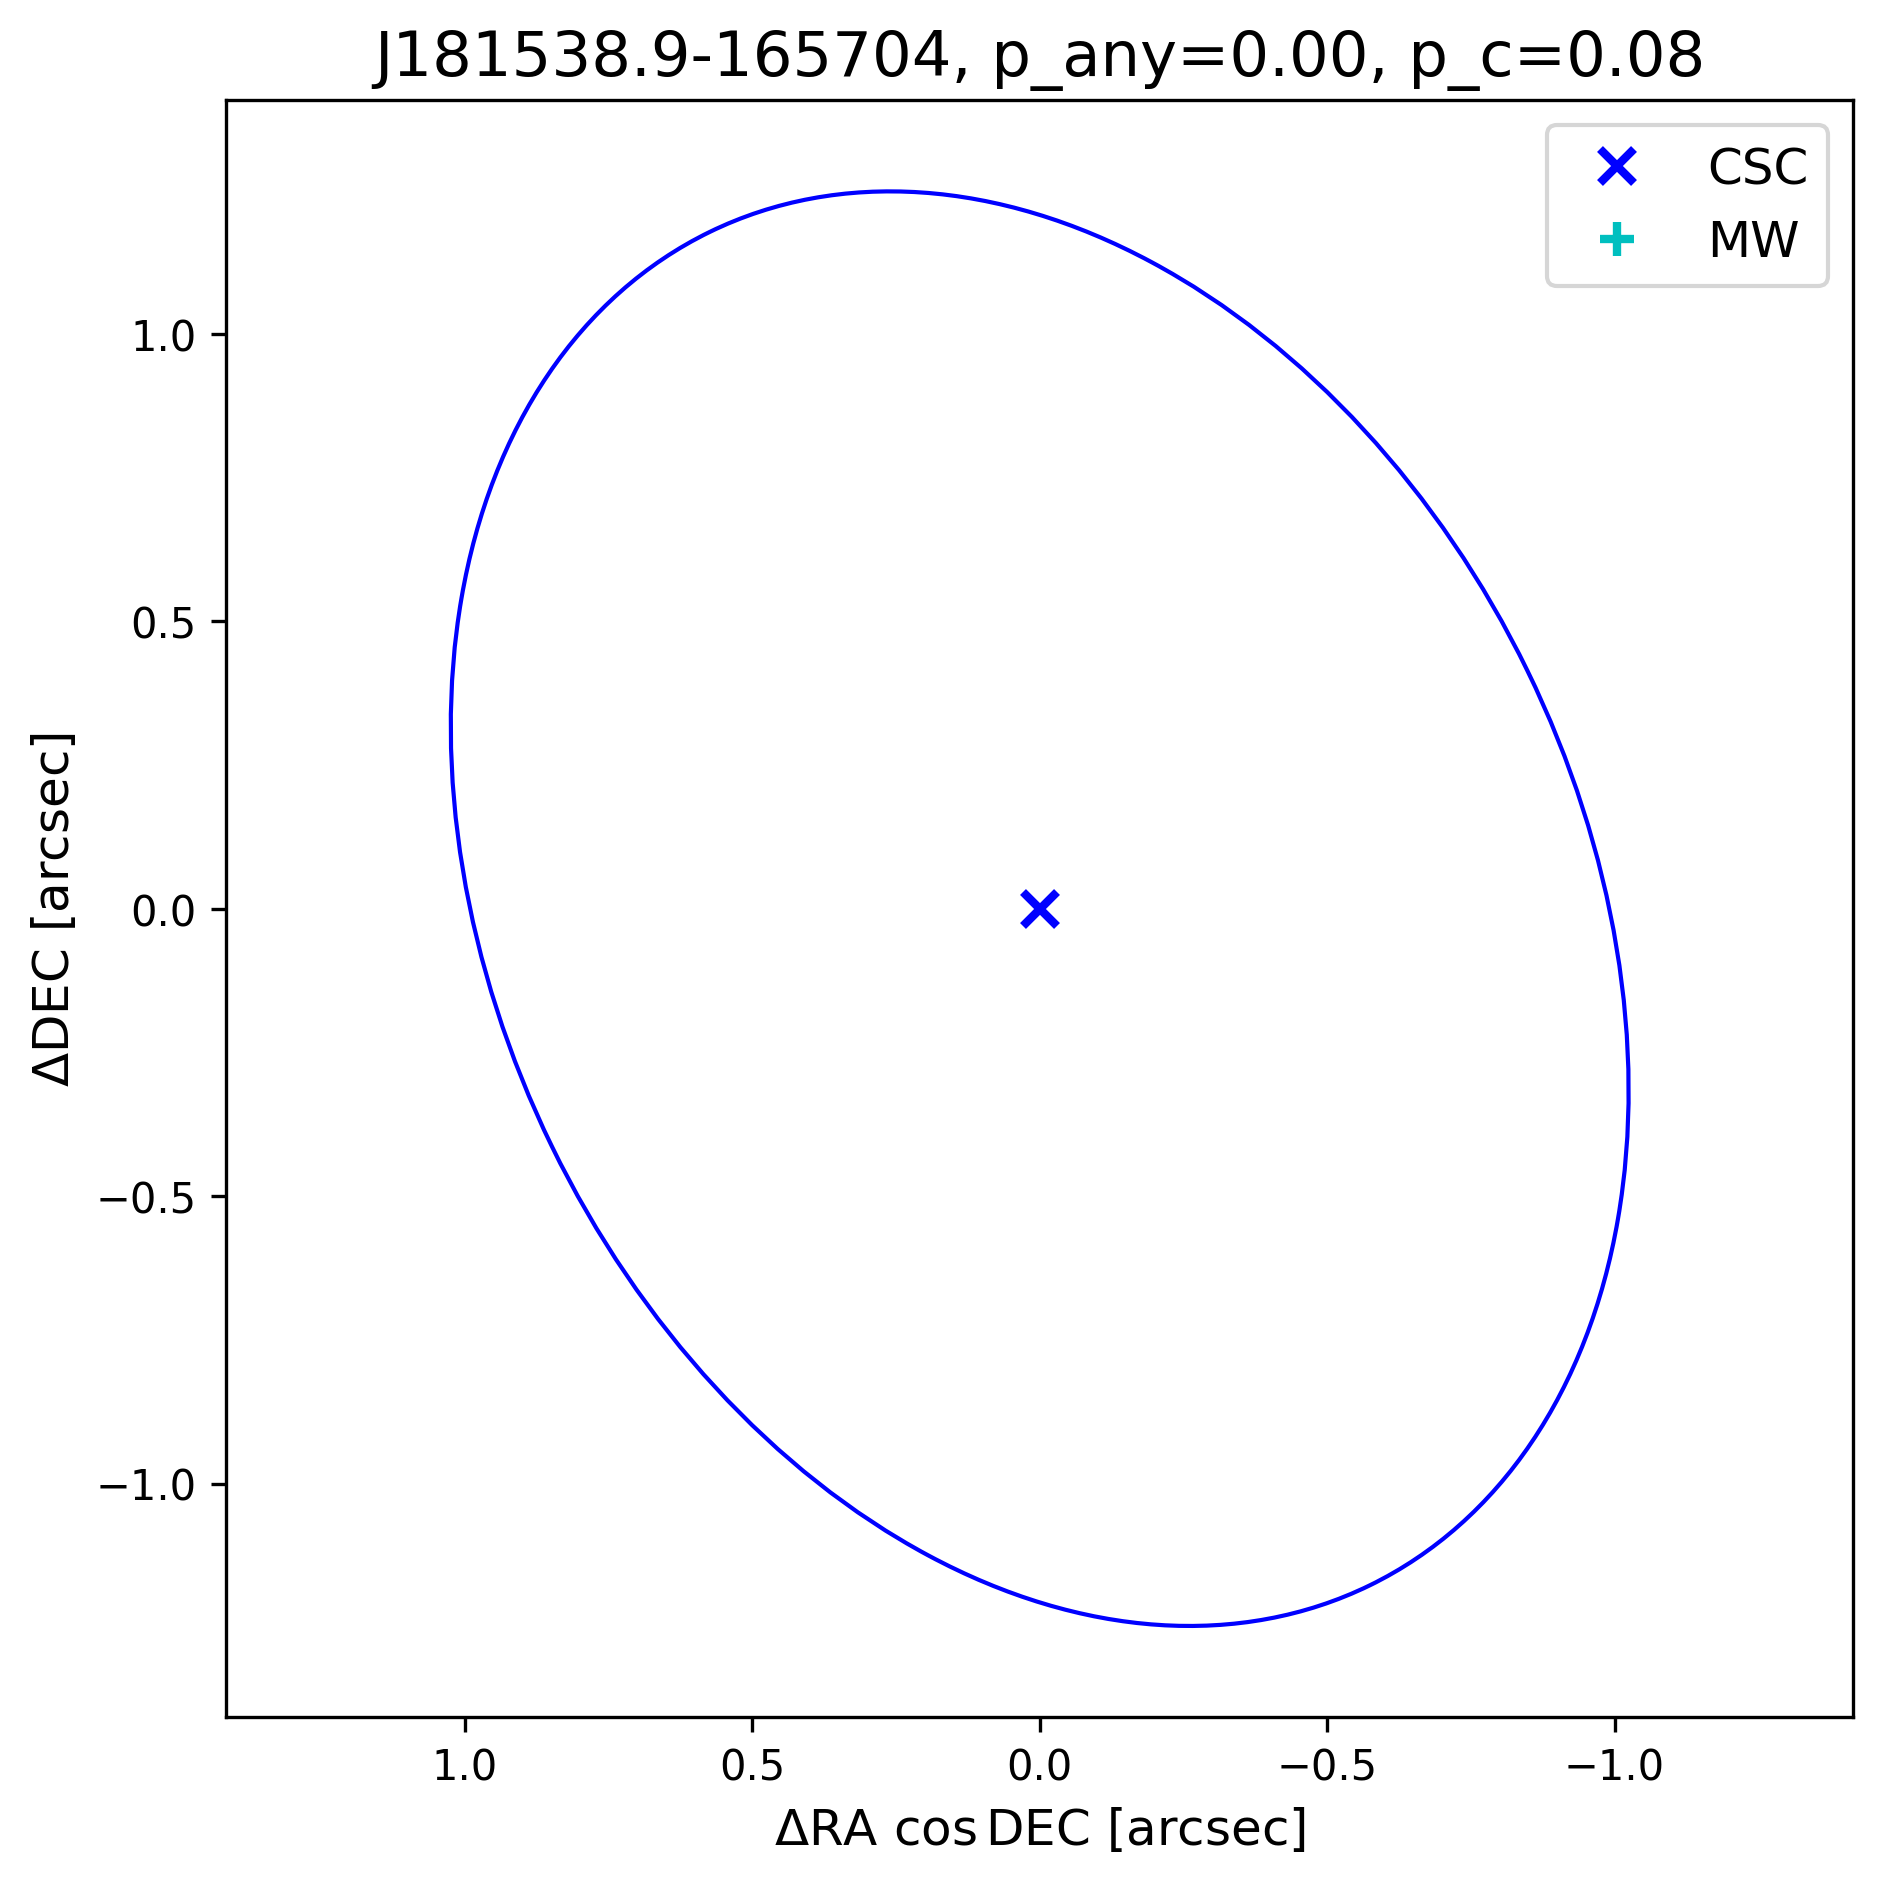 J181538.9-165704, p_any=0.00, p_c=0.08
CSC
MW
1.0
0.5
0.0
−0.5
−1.0
ΔDEC [arcsec]
1.0 0.5 0.0 −0.5 −1.0
ΔRA cos DEC [arcsec]